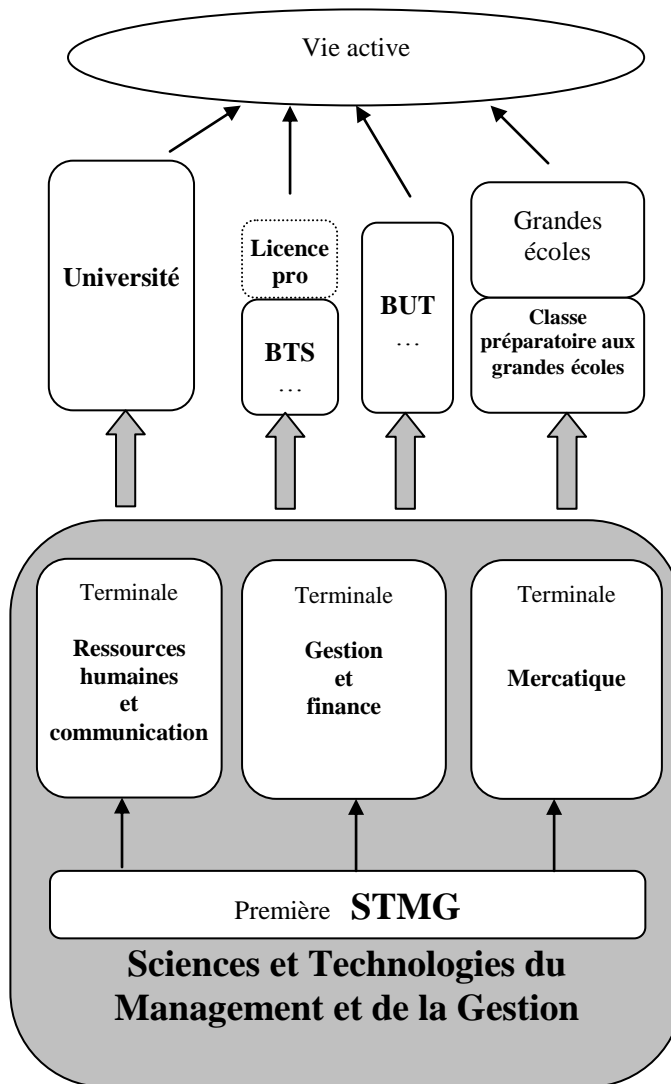 Vie active
Université
Licence
pro
BTS
…
BUT
…
Grandes
écoles
Classe
préparatoire aux
grandes écoles
Terminale
Ressources
humaines
et
communication
Terminale
Gestion
et
finance
Terminale
Mercatique
Première STMG
Sciences et Technologies du
Management et de la Gestion